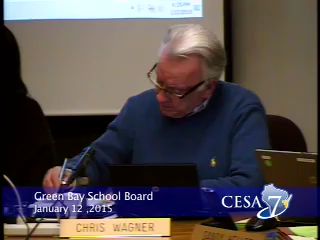 Green Bay School Board
January 12 ,2015
CESA 7
CHRIS WAGNER